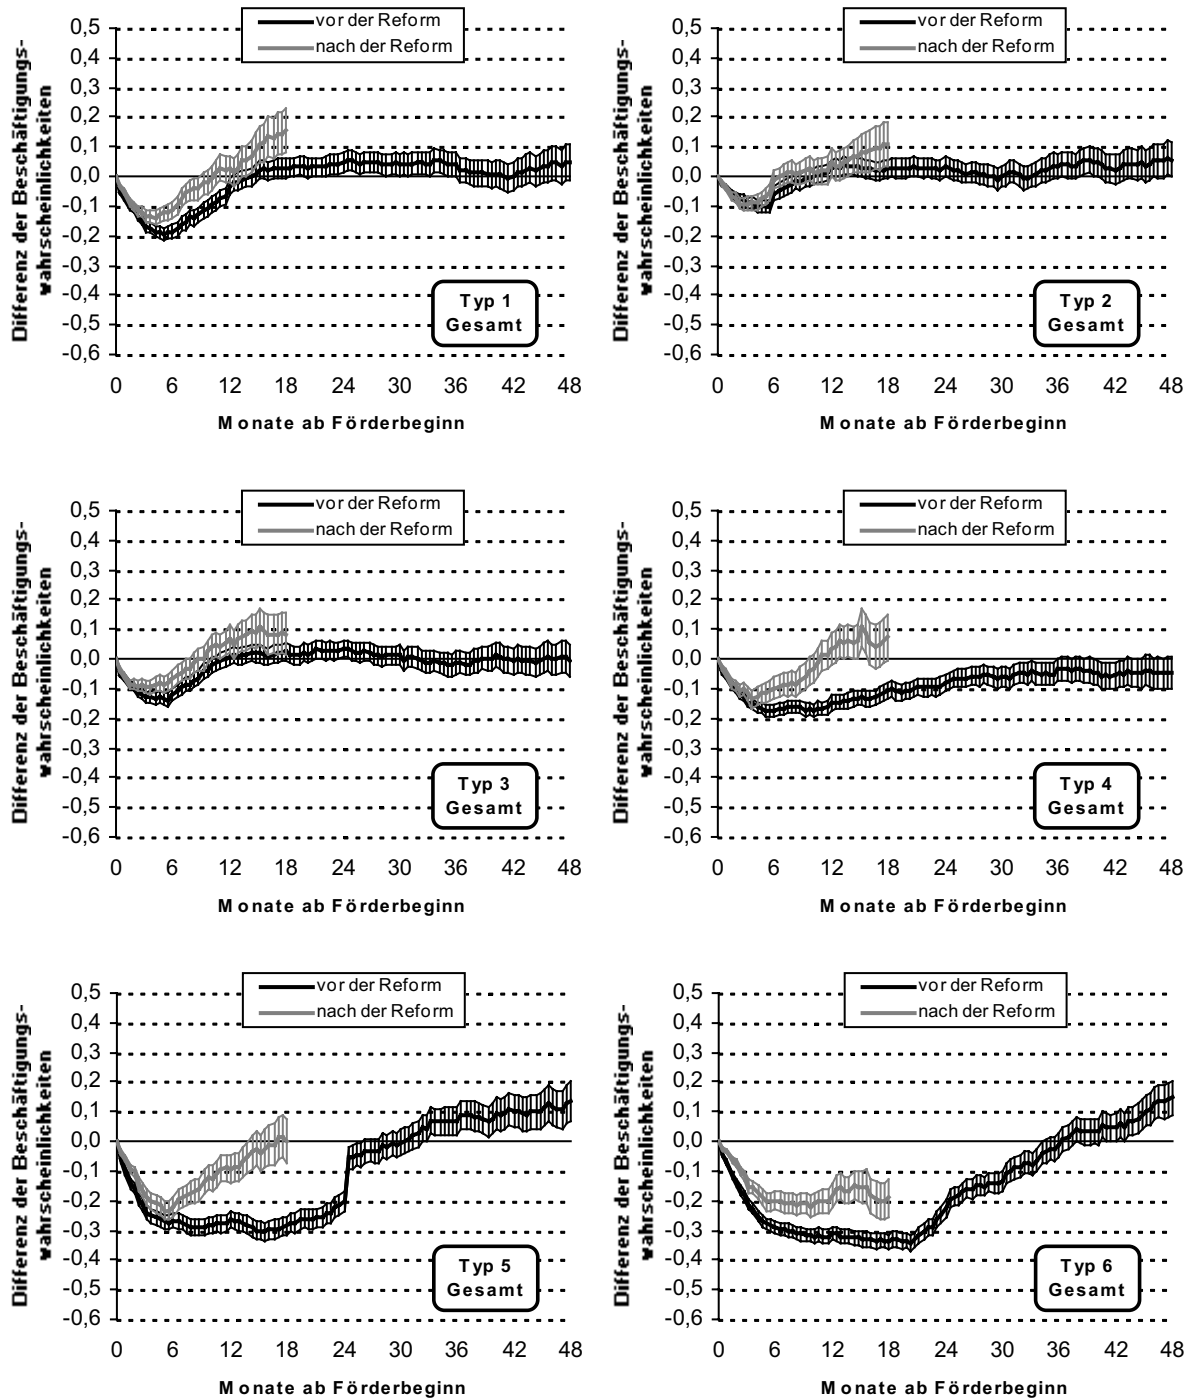 vor der Reform
nach der Reform
Differenz der Beschäftigungs-
wahrscheinlichkeiten
0,5
0,4
0,3
0,2
0,1
0,0
-0,1
-0,2
-0,3
-0,4
-0,5
-0,6
Typ 1
Gesamt
0 6 12 18 24 30 36 42 48
Monate ab Förderbeginn
vor der Reform
nach der Reform
Differenz der Beschäftigungs-
wahrscheinlichkeiten
0,5
0,4
0,3
0,2
0,1
0,0
-0,1
-0,2
-0,3
-0,4
-0,5
-0,6
Typ 2
Gesamt
0 6 12 18 24 30 36 42 48
Monate ab Förderbeginn
vor der Reform
nach der Reform
Differenz der Beschäftigungs-
wahrscheinlichkeiten
0,5
0,4
0,3
0,2
0,1
0,0
-0,1
-0,2
-0,3
-0,4
-0,5
-0,6
Typ 3
Gesamt
0 6 12 18 24 30 36 42 48
Monate ab Förderbeginn
vor der Reform
nach der Reform
Differenz der Beschäftigungs-
wahrscheinlichkeiten
0,5
0,4
0,3
0,2
0,1
0,0
-0,1
-0,2
-0,3
-0,4
-0,5
-0,6
Typ 4
Gesamt
0 6 12 18 24 30 36 42 48
Monate ab Förderbeginn
vor der Reform
nach der Reform
Differenz der Beschäftigungs-
wahrscheinlichkeiten
0,5
0,4
0,3
0,2
0,1
0,0
-0,1
-0,2
-0,3
-0,4
-0,5
-0,6
Typ 5
Gesamt
0 6 12 18 24 30 36 42 48
Monate ab Förderbeginn
vor der Reform
nach der Reform
Differenz der Beschäftigungs-
wahrscheinlichkeiten
0,5
0,4
0,3
0,2
0,1
0,0
-0,1
-0,2
-0,3
-0,4
-0,5
-0,6
Typ 6
Gesamt
0 6 12 18 24 30 36 42 48
Monate ab Förderbeginn